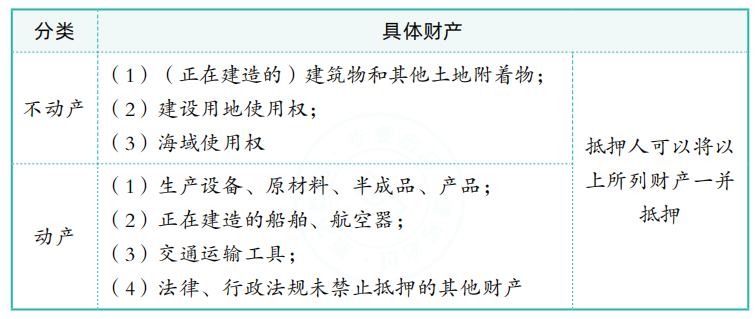 分类
具体财产
不动产
（1）（正在建造的）建筑物和其他土地附着物；
（2）建设用地使用权；
（3）海域使用权
动产
（1）生产设备、原材料、半成品、产品；
（2）正在建造的船舶、航空器；
（3）交通运输工具；
（4）法律、行政法规未禁止抵押的其他财产
抵押人可以将以
上所列财产一并
抵押